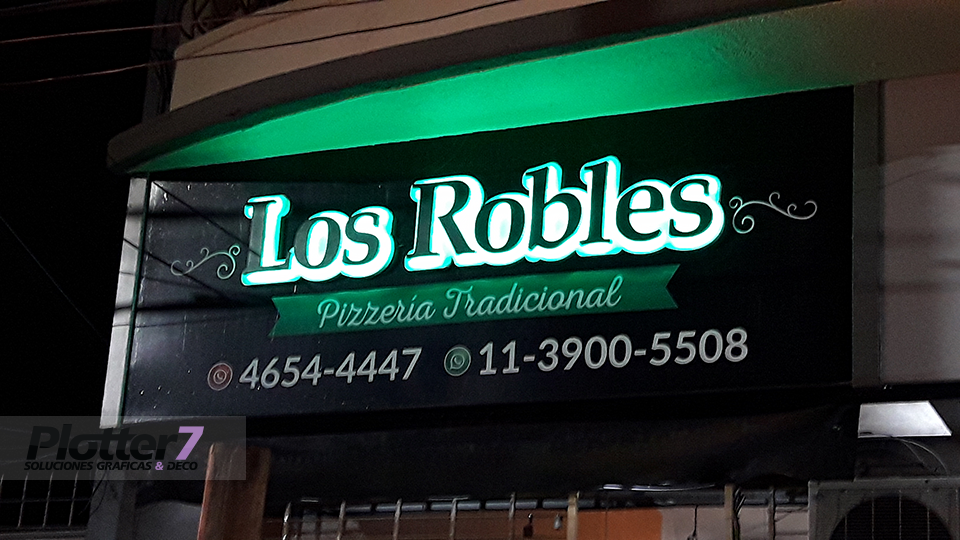 Los Robles
Pizzería Tradicional
4654-4447 11-3900-5508
Plotter7
SOLUCIONES GRAFICAS & DECO